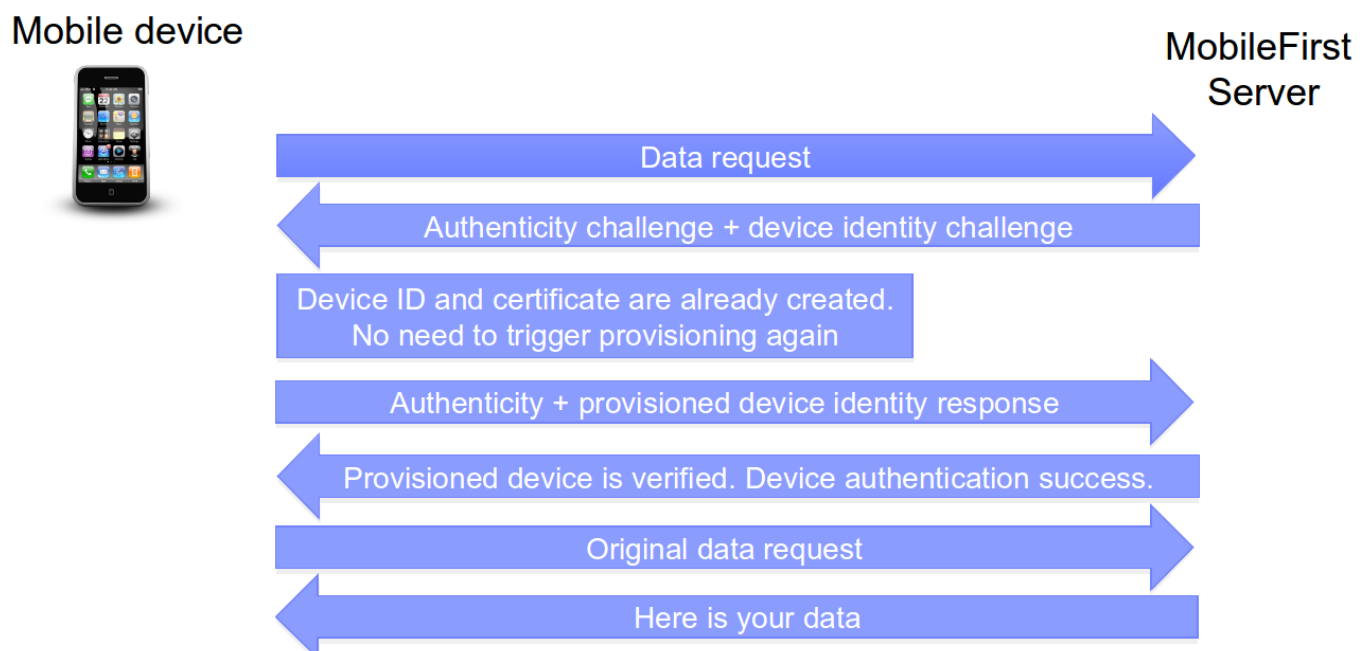 Mobile device
MobileFirst
Server
Data request
Authenticity challenge + device identity challenge
Device ID and certificate are already created.
No need to trigger provisioning again
Authenticity + provisioned device identity response
Provisioned device is verified. Device authentication success.
Original data request
Here is your data